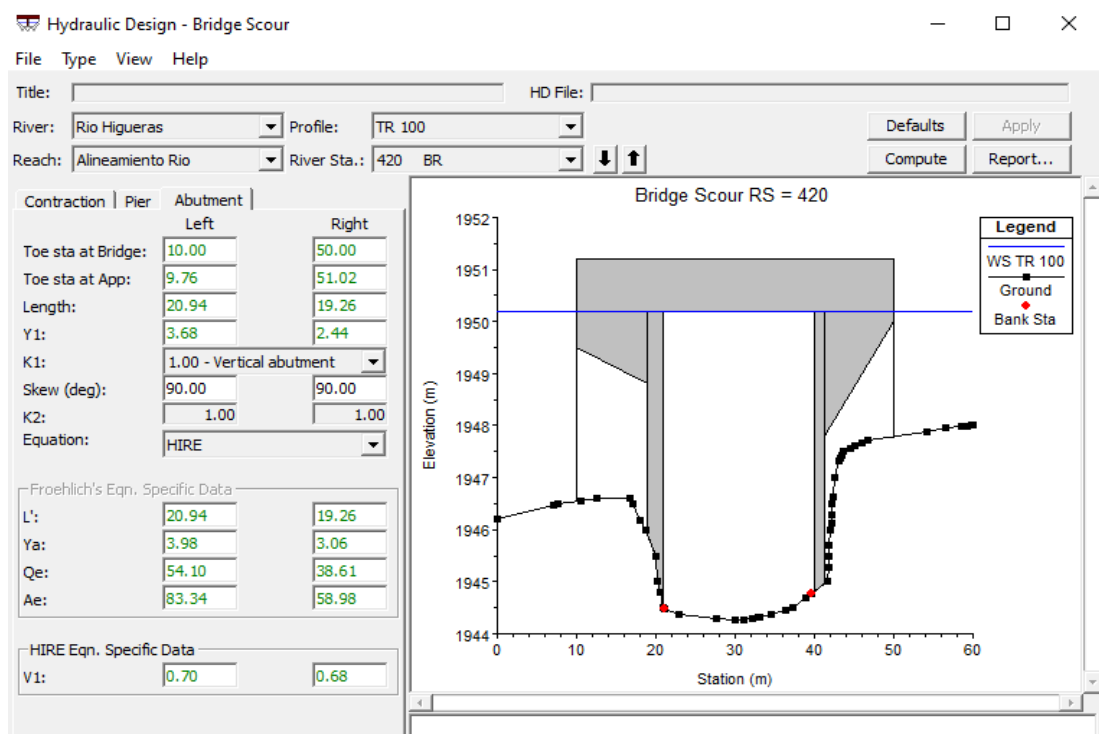 Hydraulic Design - Bridge Scour
File Type View Help
Title: HD File:
River: Rio Higueras Profile: TR 100 Defaults Apply
Reach: Alineamiento Rio River Sta.: 420 BR Compute Report...
Contraction Pier Abutment
Left Right
Toe sta at Bridge: 10.00 50.00
Toe sta at App: 9.76 51.02
Length: 20.94 19.26
Y1: 3.68 2.44
K1: 1.00 - Vertical abutment
Skew (deg): 90.00 90.00
K2: 1.00 1.00
Equation: HIRE
Froehlich's Eqn. Specific Data
L': 20.94 19.26
Ya: 3.98 3.06
Qe: 54.10 38.61
Ae: 83.34 58.98
HIRE Eqn. Specific Data
V1: 0.70 0.68
Bridge Scour RS = 420
1952
1951
1950
1949
1948
1947
1946
1945
1944
Elevation (m)
0 10 20 30 40 50 60
Station (m)
Legend
WS TR 100
Ground
Bank Sta